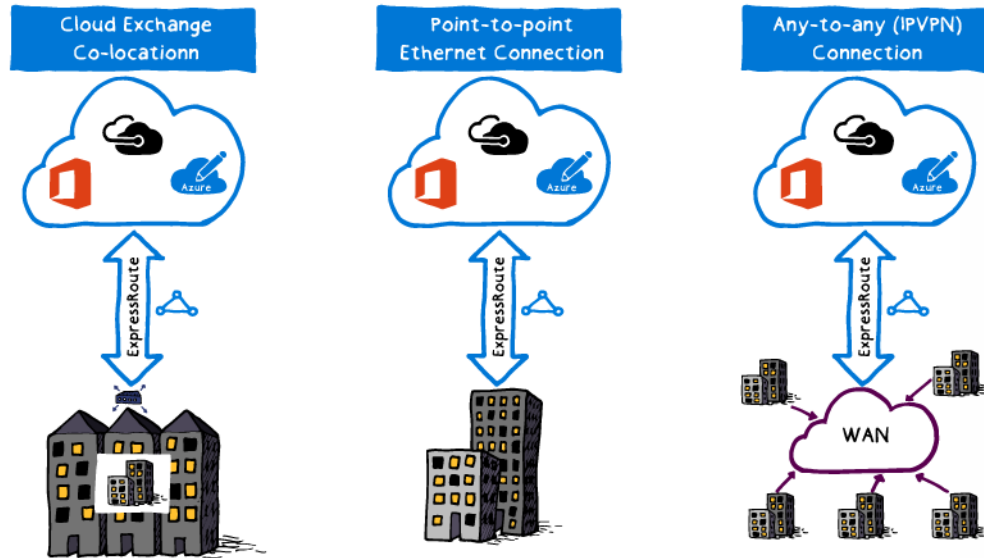 Cloud Exchange
Co-locationn
Point-to-point
Ethernet Connection
Any-to-any (IPVPN)
Connection
Azure
Azure
Azure
ExpressRoute
ExpressRoute
ExpressRoute
WAN